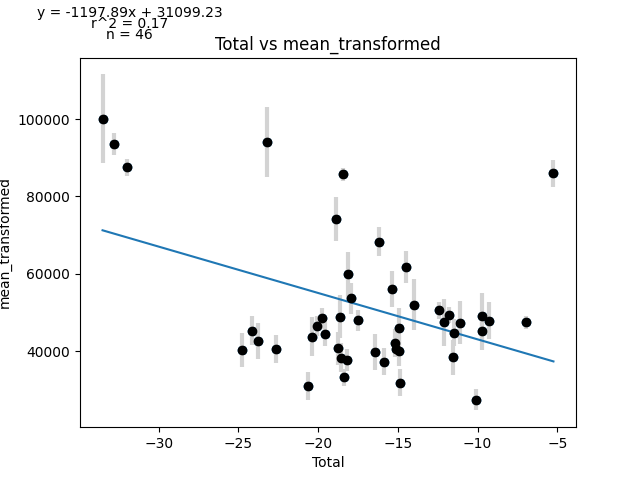 y = -1197.89x + 31099.23
r^2 = 0.17
n = 46
Total vs mean_transformed
100000
80000
60000
40000
mean_transformed
−30
−25
−20
−15
−10
−5
Total